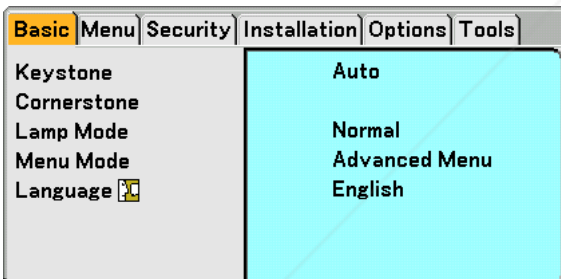 Basic Menu Security Installation Options Tools
Keystone Auto
Cornerstone
Lamp Mode Normal
Menu Mode Advanced Menu
Language English